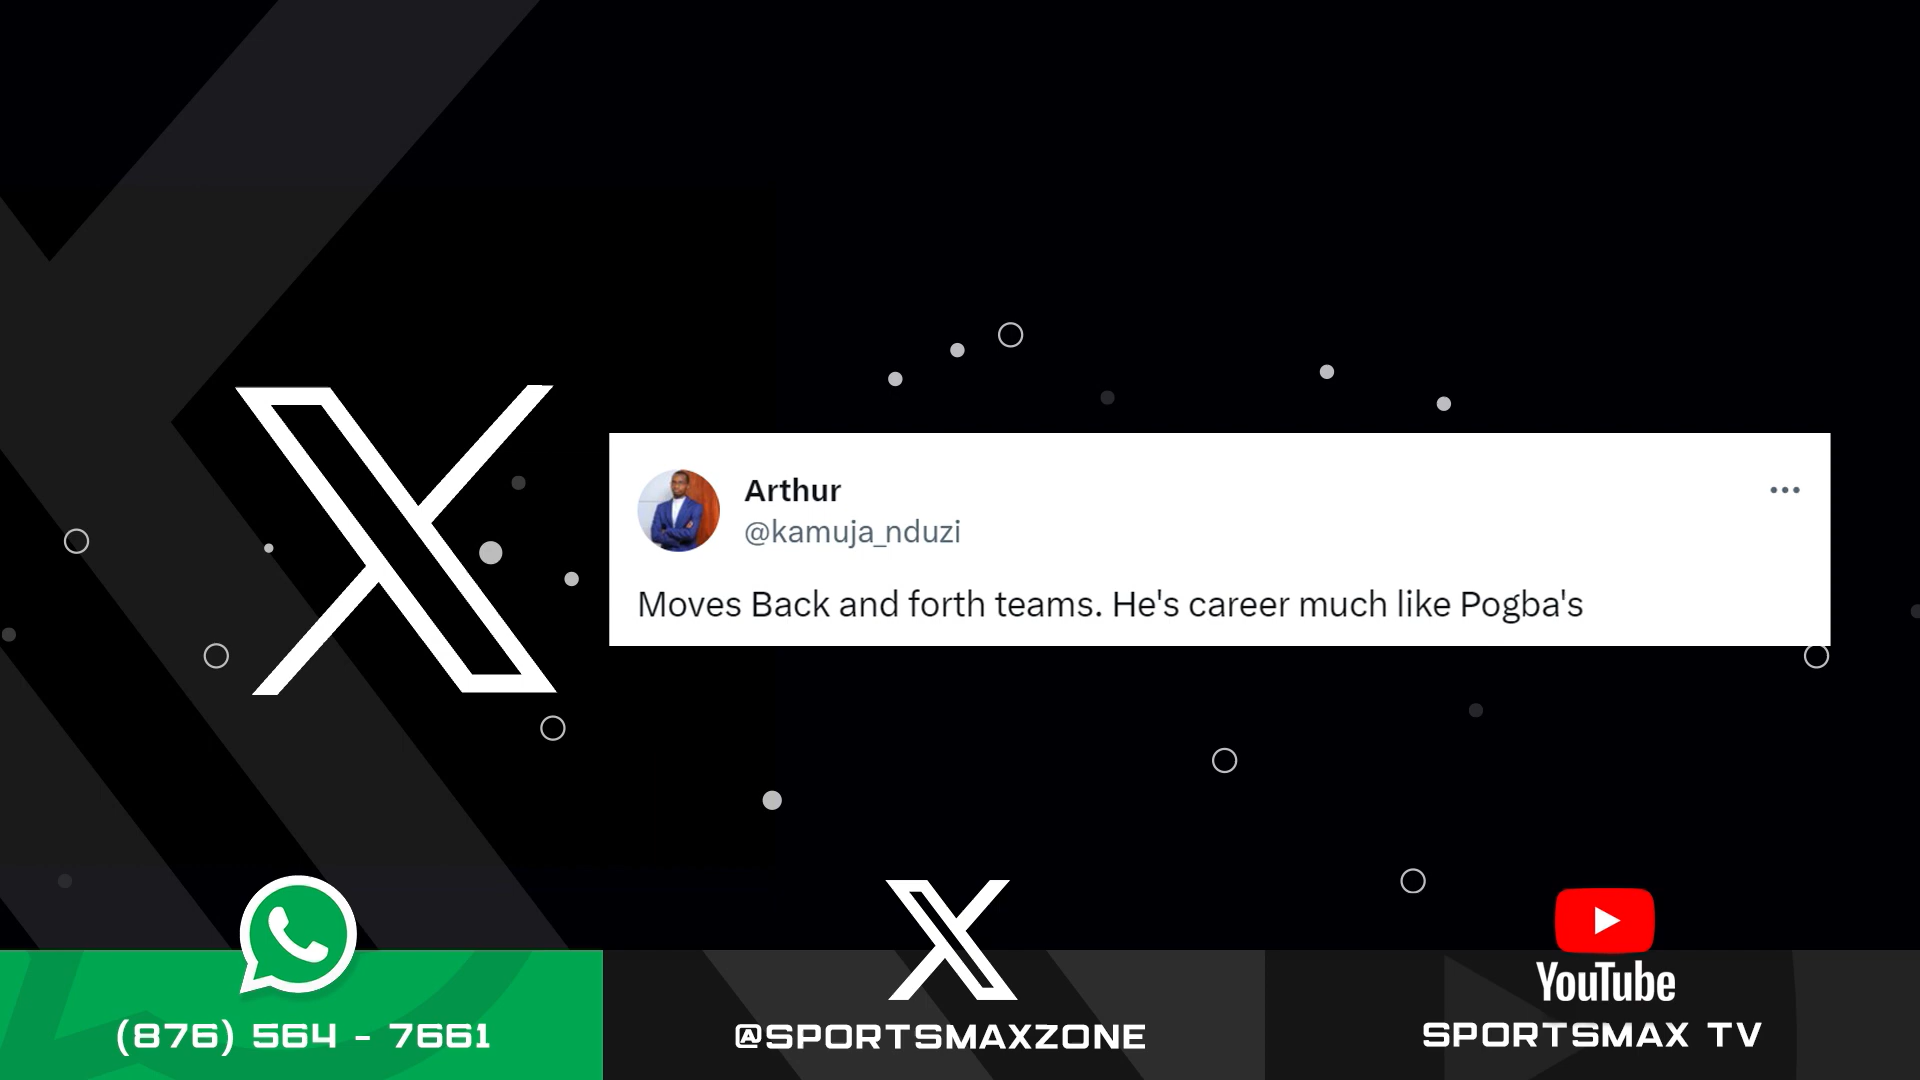 Arthur
@kamuja_nduzi
Moves Back and forth teams. He's career much like Pogba's
(876) 564 - 7661
@SPORTSMAXZONE
YouTube
SPORTSMAX TV